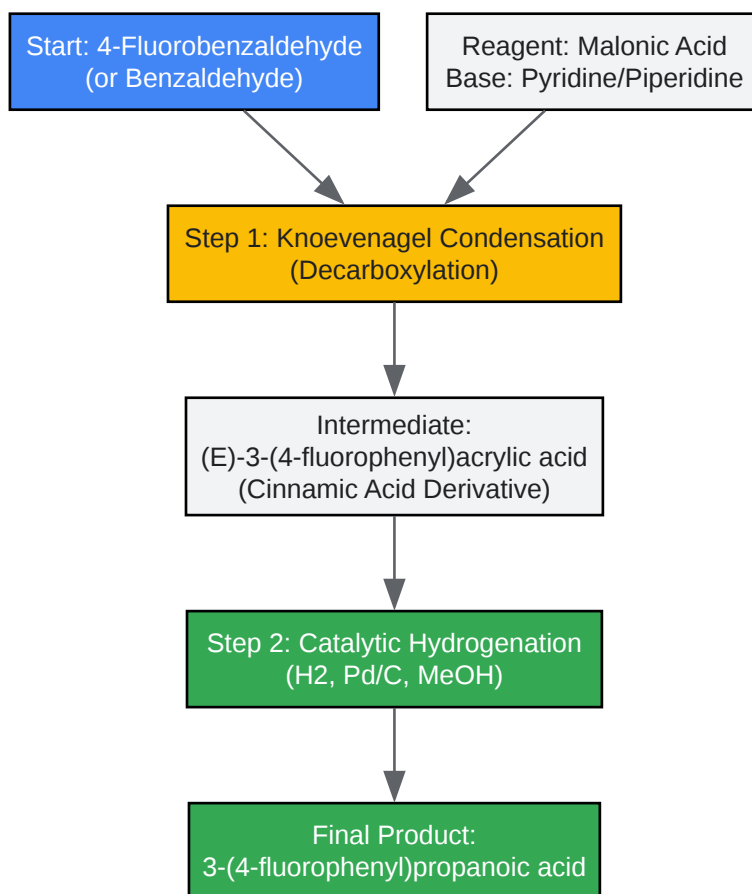 Start: 4-Fluorobenzaldehyde
(or Benzaldehyde)
Reagent: Malonic Acid
Base: Pyridine/Piperidine
Step 1: Knoevenagel Condensation
(Decarboxylation)
Intermediate:
(E)-3-(4-fluorophenyl)acrylic acid
(Cinnamic Acid Derivative)
Step 2: Catalytic Hydrogenation
(H2, Pd/C, MeOH)
Final Product:
3-(4-fluorophenyl)propanoic acid